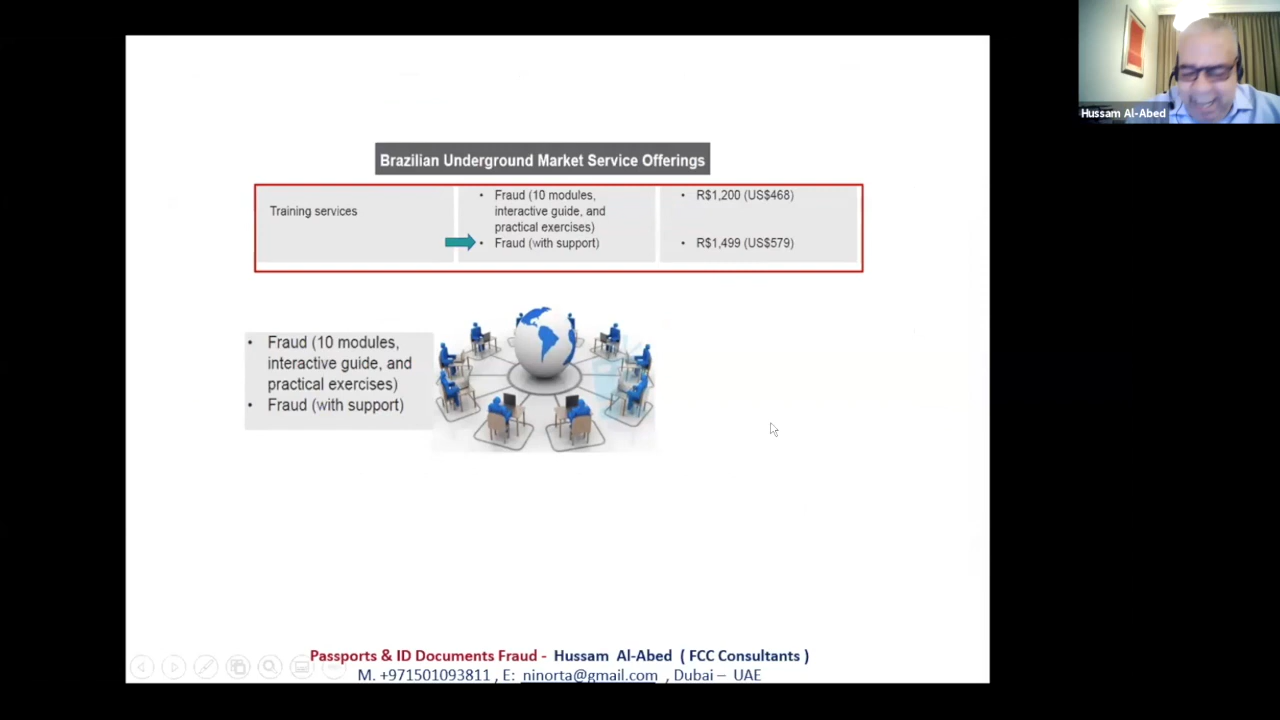 Hussam Al-Abed
Brazilian Underground Market Service Offerings
Training services
• Fraud (10 modules,
interactive guide, and
practical exercises)
• Fraud (with support)
• R$1,200 (US$468)
• R$1,499 (US$579)
• Fraud (10 modules,
interactive guide, and
practical exercises)
• Fraud (with support)
Passports & ID Documents Fraud - Hussam Al-Abed ( FCC Consultants )
M. +971501093811 , E: ninorta@gmail.com , Dubai – UAE